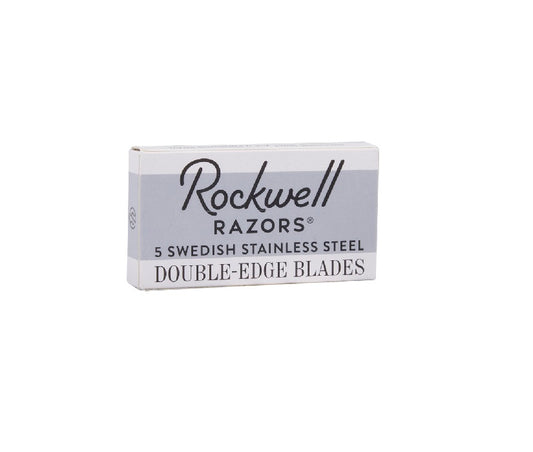 Rockwell
RAZORS®
5 SWEDISH STAINLESS STEEL
DOUBLE-EDGE BLADES